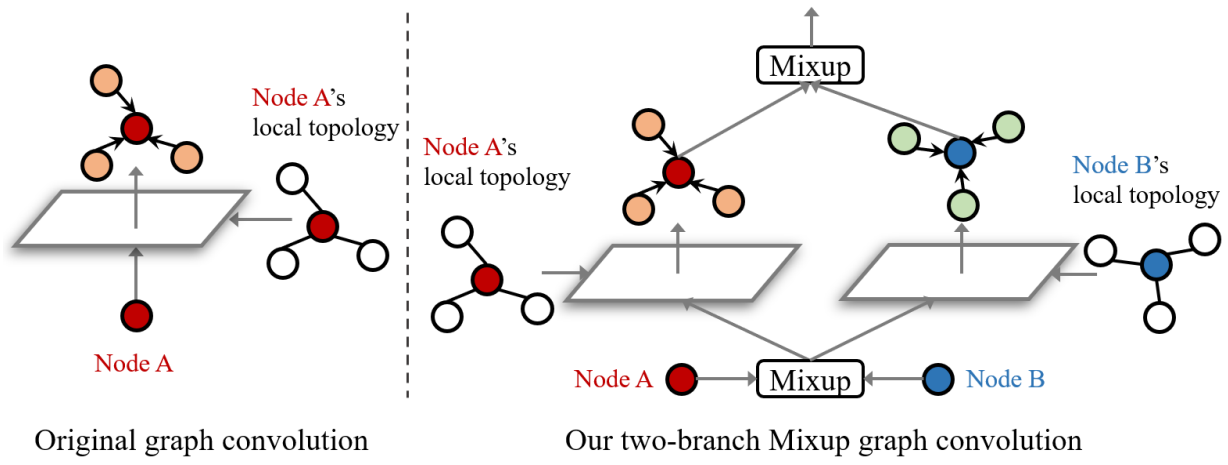 Node A's
local topology
Node A
Original graph convolution
Mixup
Node A's
local topology
Node B's
local topology
Node A
Mixup
Node B
Our two-branch Mixup graph convolution